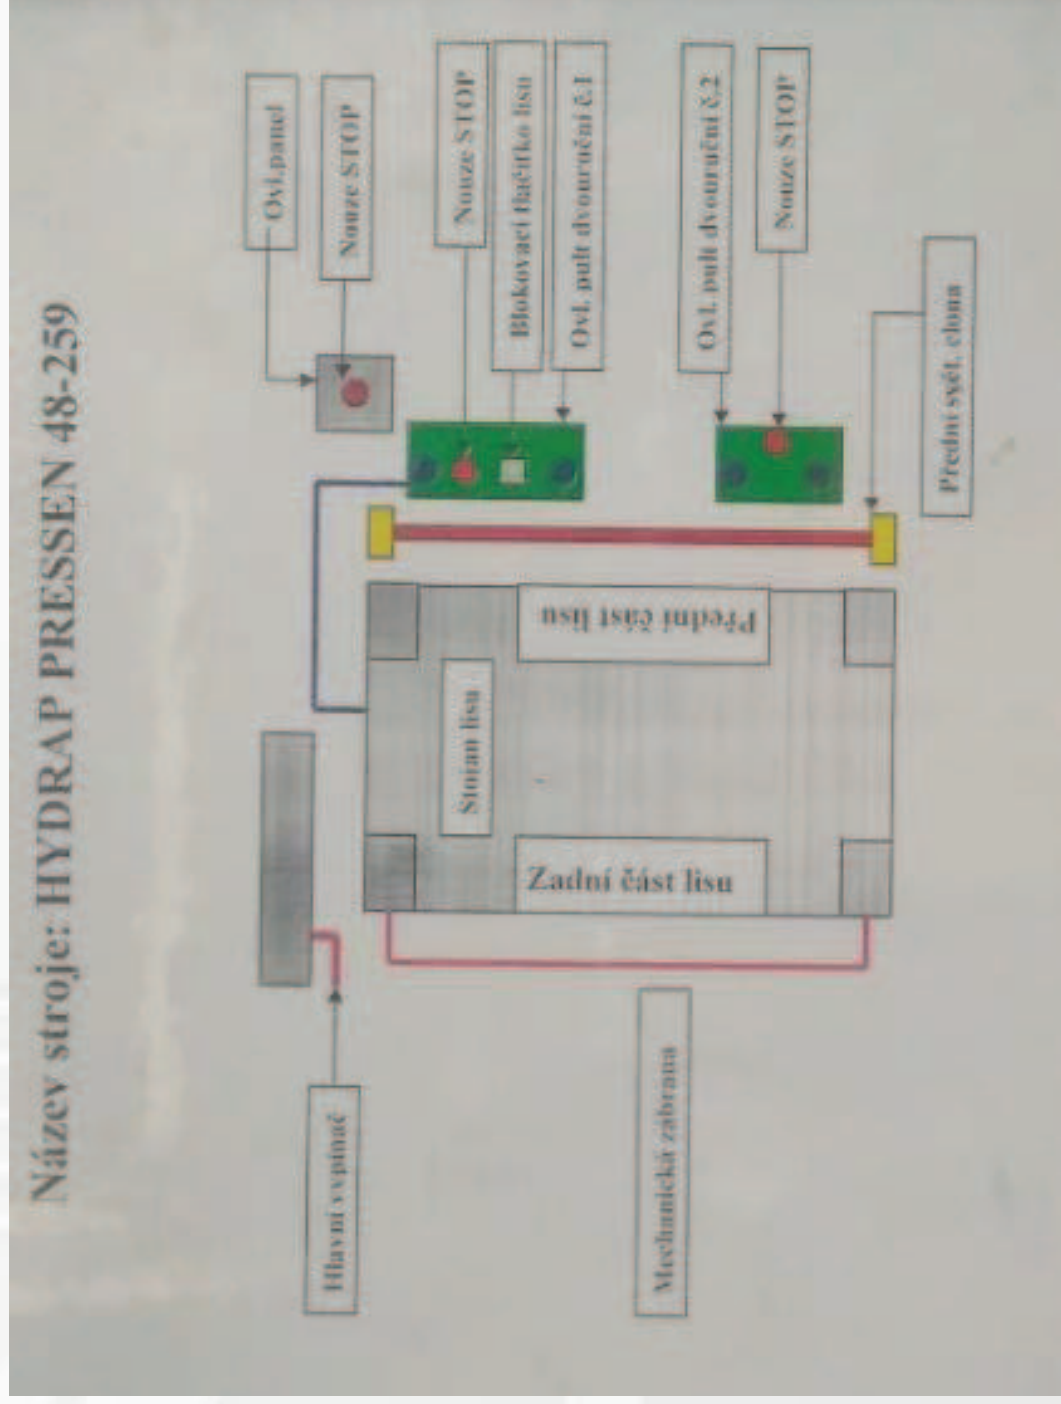 Název stroje: HYDRAP PRESSEN 48-259
Ovl.panel
Nouze STOP
Nouze STOP
Blokovací tlačítko lisu
Ovl. pult dvouruční č.1
Ovl. pult dvouruční č.2
Nouze STOP
Přední svět. clona
Přední část lisu
Stojan lisu
Zadní část lisu
Hlavní vypínač
Mechanická zábrana